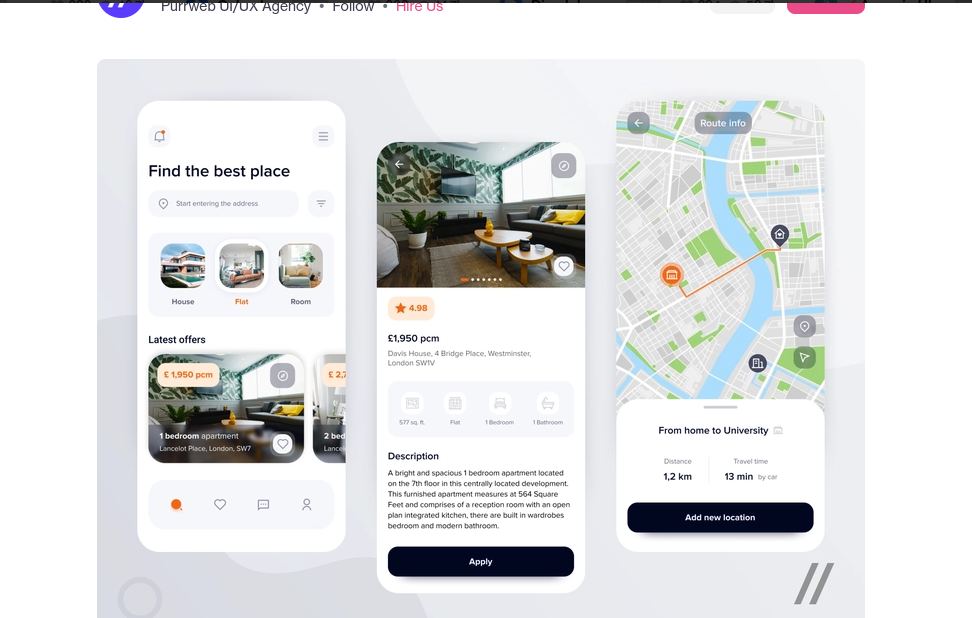 Purrweb UI/UX Agency • Follow • Hire Us
Find the best place
Start entering the address
House
Flat
Room
Latest offers
£ 1,950 pcm
£ 2,7
1 bedroom apartment
Lancelot Place, London, SW7
2 bed
Lance
4.98
£1,950 pcm
Davis House, 4 Bridge Place, Westminster,
London SW1V
577 sq. ft.
Flat
1 Bedroom
1 Bathroom
Description
A bright and spacious 1 bedroom apartment located
on the 7th floor in this centrally located development.
This furnished apartment measures at 564 Square
Feet and comprises of a reception room with an open
plan integrated kitchen, there are built in wardrobes
bedroom and modern bathroom.
Apply
Route info
From home to University
Distance
Travel time
1,2 km
13 min by car
Add new location